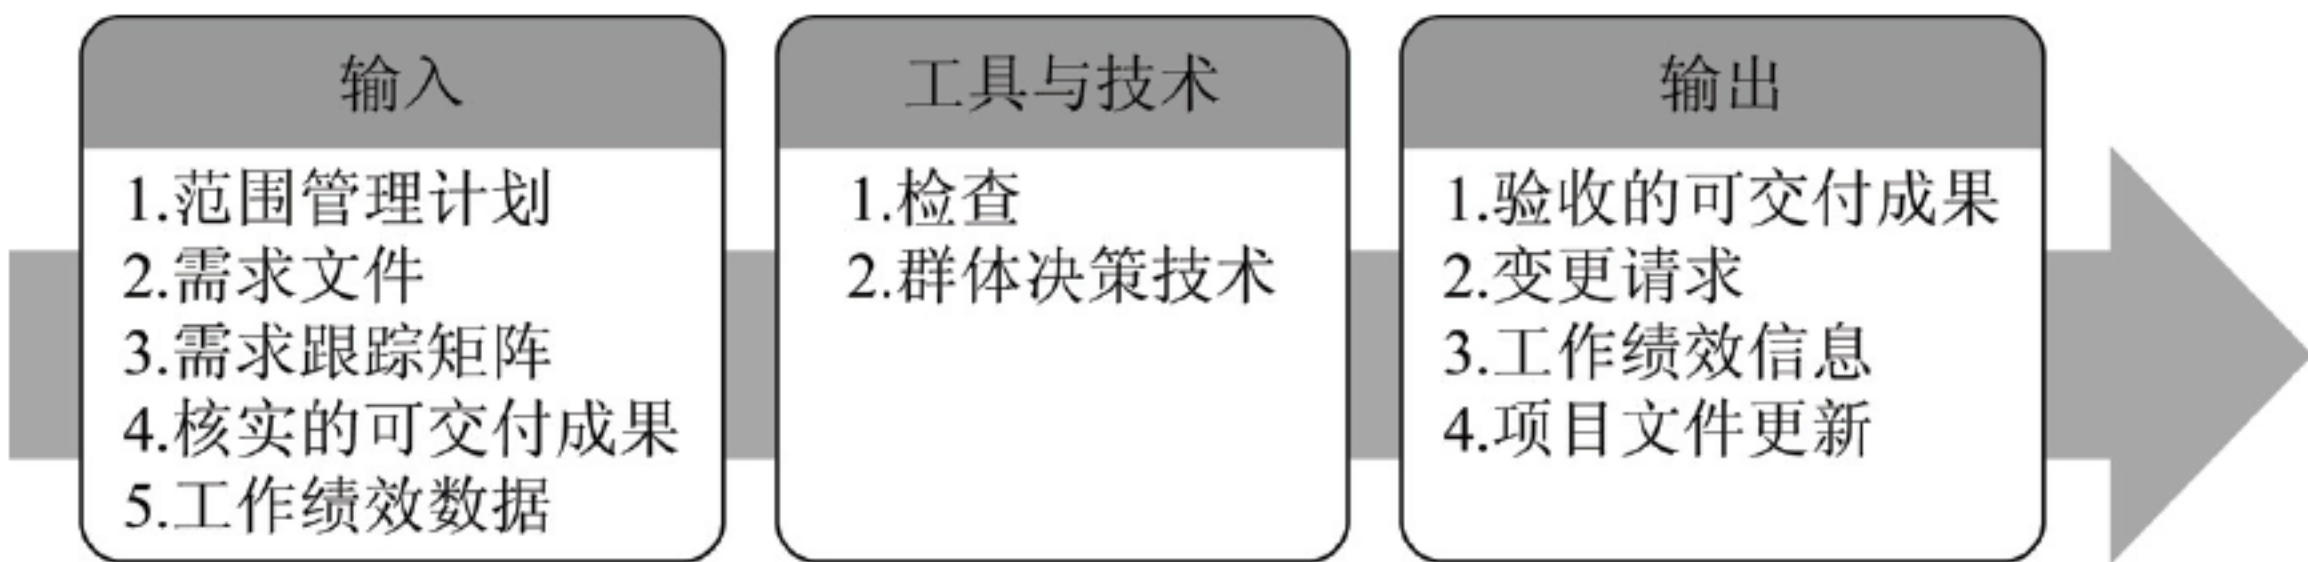 输入
1.范围管理计划
2.需求文件
3.需求跟踪矩阵
4.核实的可交付成果
5.工作绩效数据
工具与技术
1.检查
2.群体决策技术
输出
1.验收的可交付成果
2.变更请求
3.工作绩效信息
4.项目文件更新